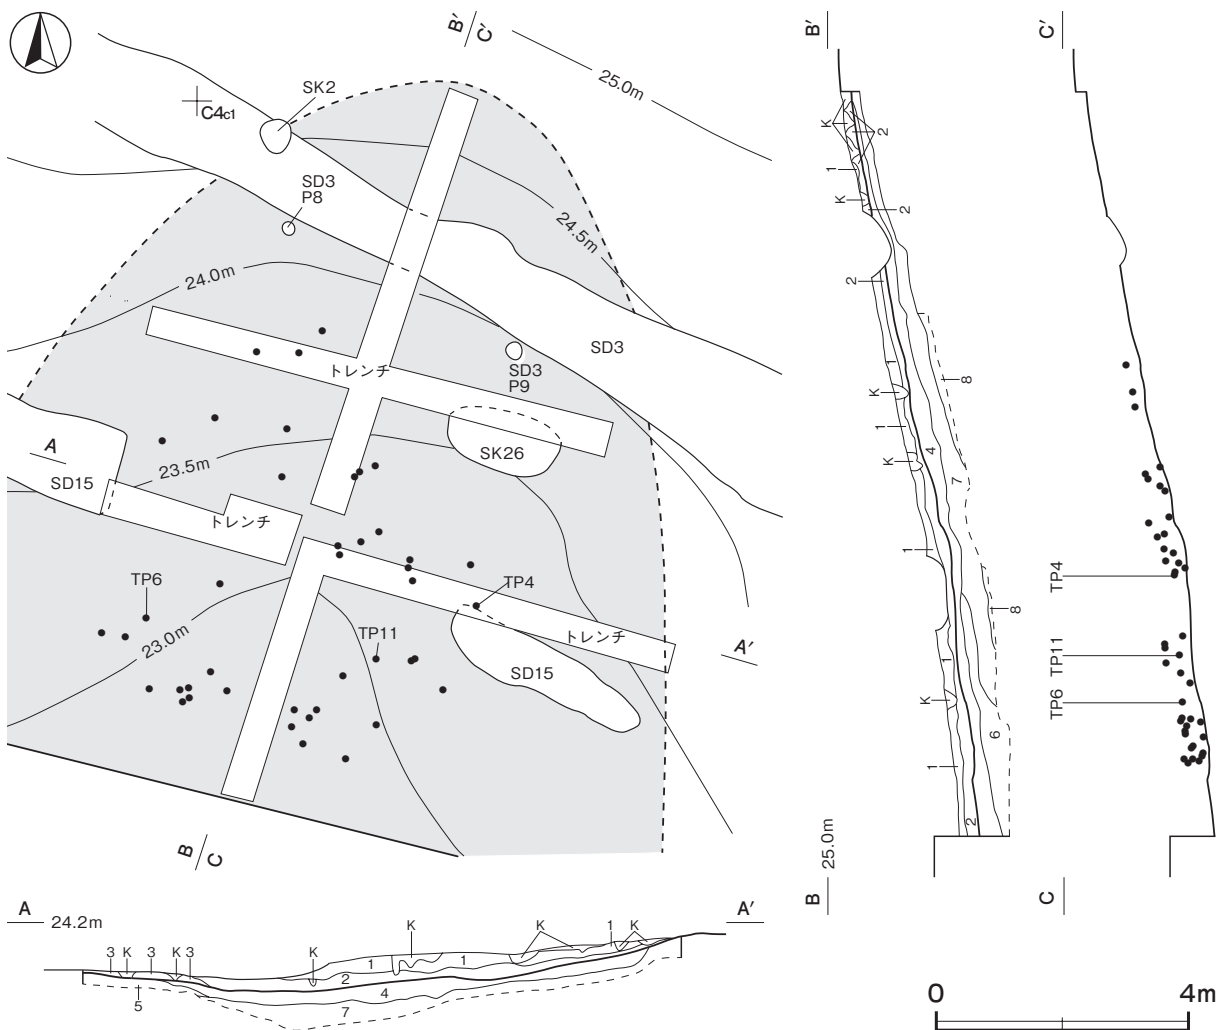 B′
C′
25.0m
SK2
C4c1
SD3
P8
24.5m
24.0m
SD3
トレンチ
SD3
P9
A
23.5m
SK26
SD15
トレンチ
TP6
TP4
23.0m
TP11
トレンチ
A′
SD15
B
C
B′
K
2
1
K
2
2
1
K
8
1
4
K
7
1
8
1
K
6
1
2
B
25.0m
C′
TP4
TP11
TP6
C
A
24.2m
A′
K
K
1
K
3
K
3
K
3
K
1
1
2
4
5
7
0
4m